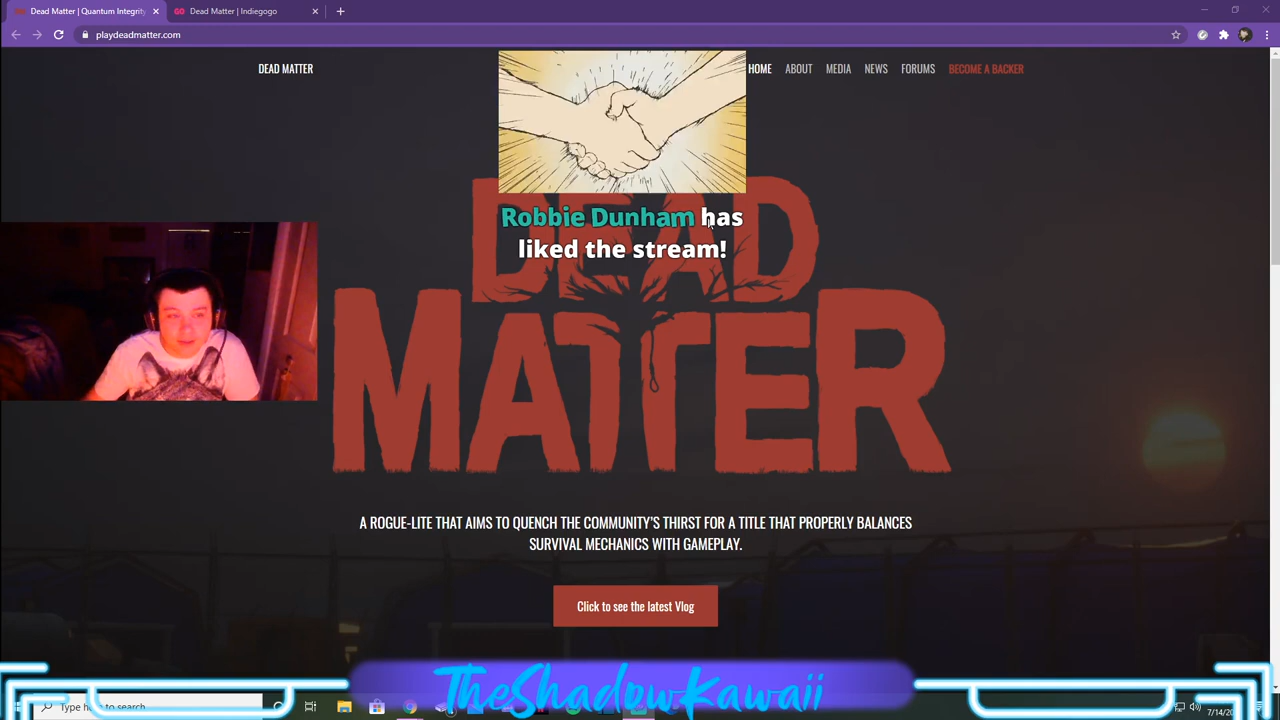 Dead Matter | Quantum Integrity
Dead Matter | Indiegogo
playdeadmatter.com
DEAD MATTER
HOME ABOUT MEDIA NEWS FORUMS BECOME A BACKER
Robbie Dunham has
liked the stream!
DEAD
MATTER
A ROGUE-LITE THAT AIMS TO QUENCH THE COMMUNITY'S THIRST FOR A TITLE THAT PROPERLY BALANCES
SURVIVAL MECHANICS WITH GAMEPLAY.
Click to see the latest Vlog
TheShadowKawaii
Type here to search
7/14/20